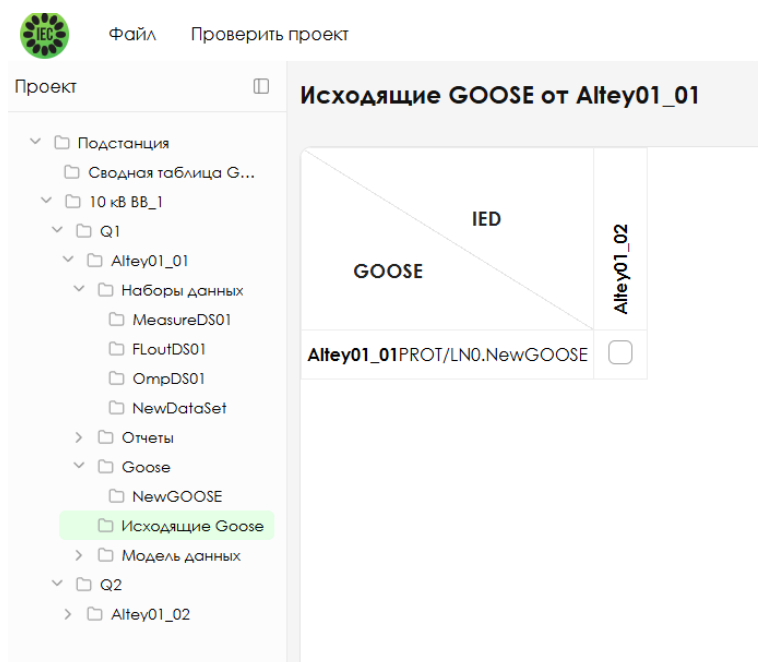 IEC
Файл
Проверить проект
Проект
Подстанция
Сводная таблица G...
10 кВ ВВ_1
Q1
Altey01_01
Наборы данных
MeasureDS01
FLoutDS01
OmpDS01
NewDataSet
Отчеты
Goose
NewGOOSE
Исходящие Goose
Модель данных
Q2
Altey01_02
Исходящие GOOSE от Altey01_01
IED
GOOSE
Altey01_02
Altey01_01PROT/LN0.NewGOOSE